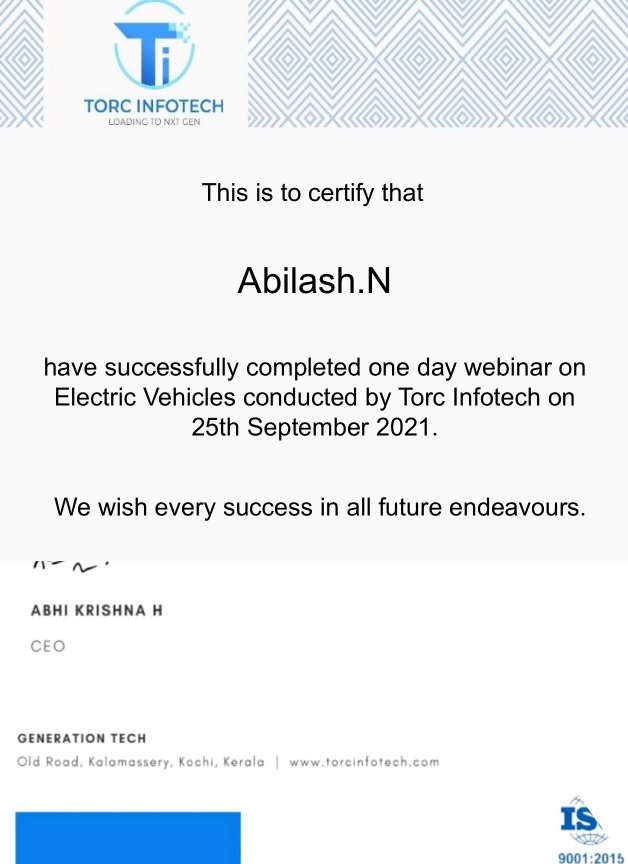 Ti
TORC INFOTECH
LOADING TO NXT GEN
This is to certify that
Abilash.N
have successfully completed one day webinar on
Electric Vehicles conducted by Torc Infotech on
25th September 2021.
We wish every success in all future endeavours.
ABHI KRISHNA H
CEO
GENERATION TECH
Old Road, Kalamassery, Kochi, Kerala | www.torcinfotech.com
IS
9001:2015